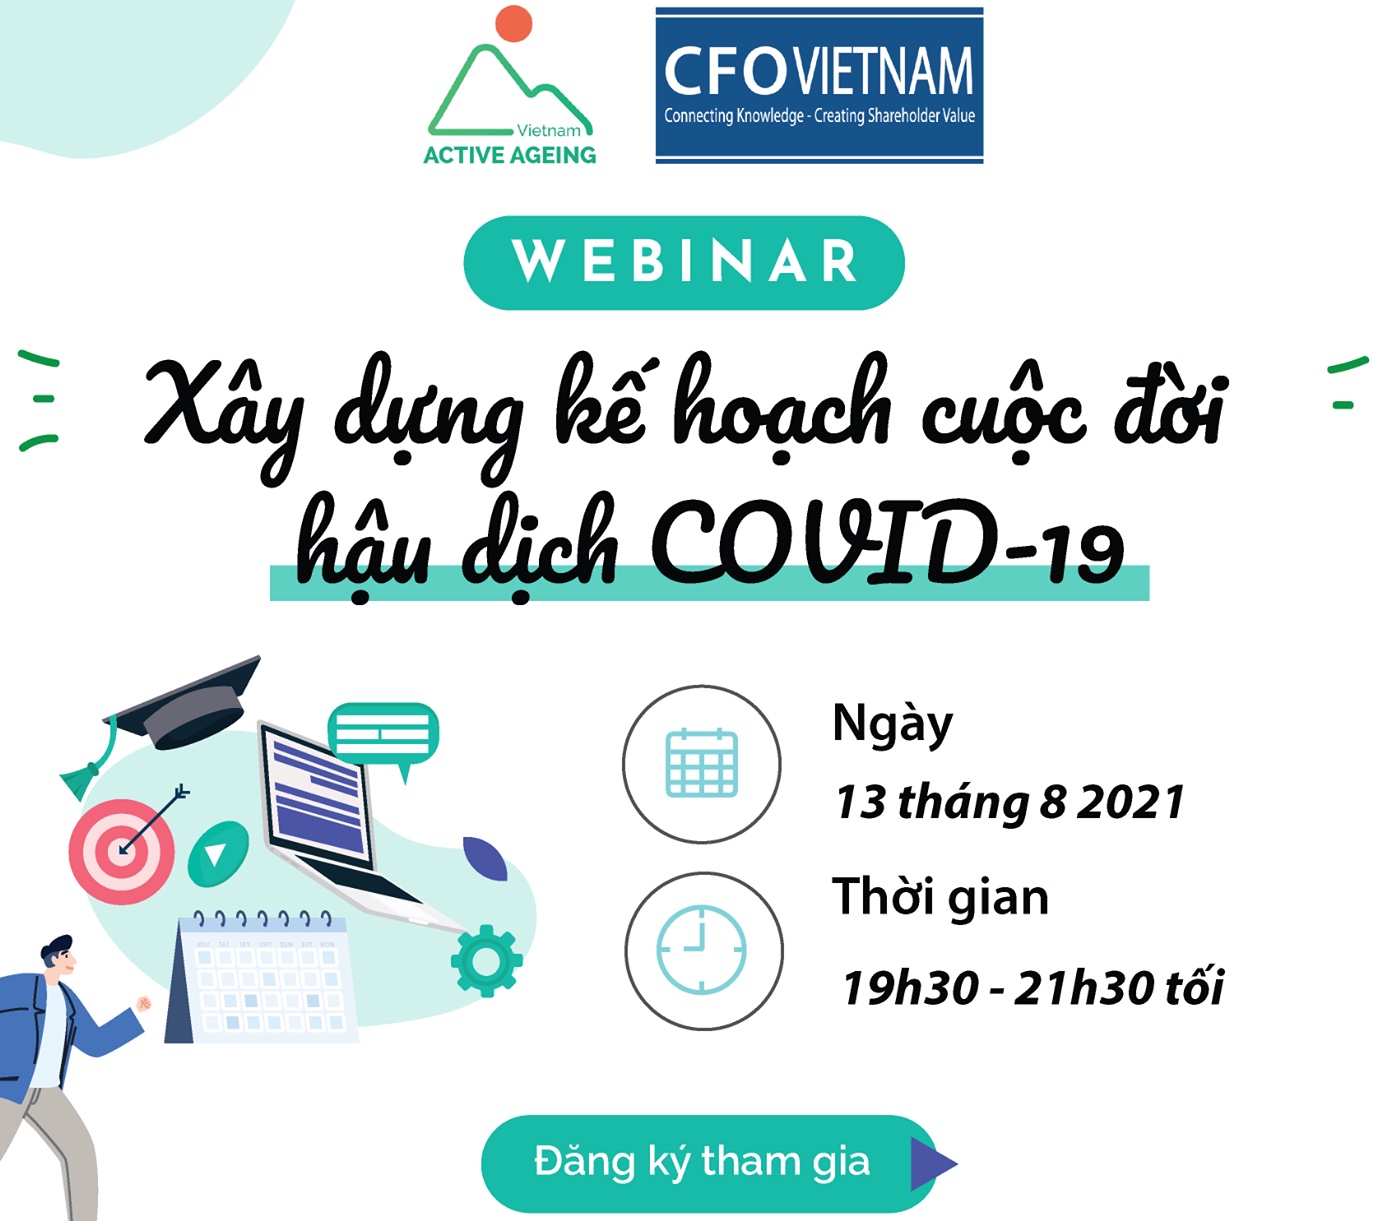 Vietnam
ACTIVE AGEING
CFOVIETNAM
Connecting Knowledge - Creating Shareholder Value
WEBINAR
Xây dựng kế hoạch cuộc đời
hậu dịch COVID-19
Ngày
13 tháng 8 2021
Thời gian
19h30 - 21h30 tối
Đăng ký tham gia